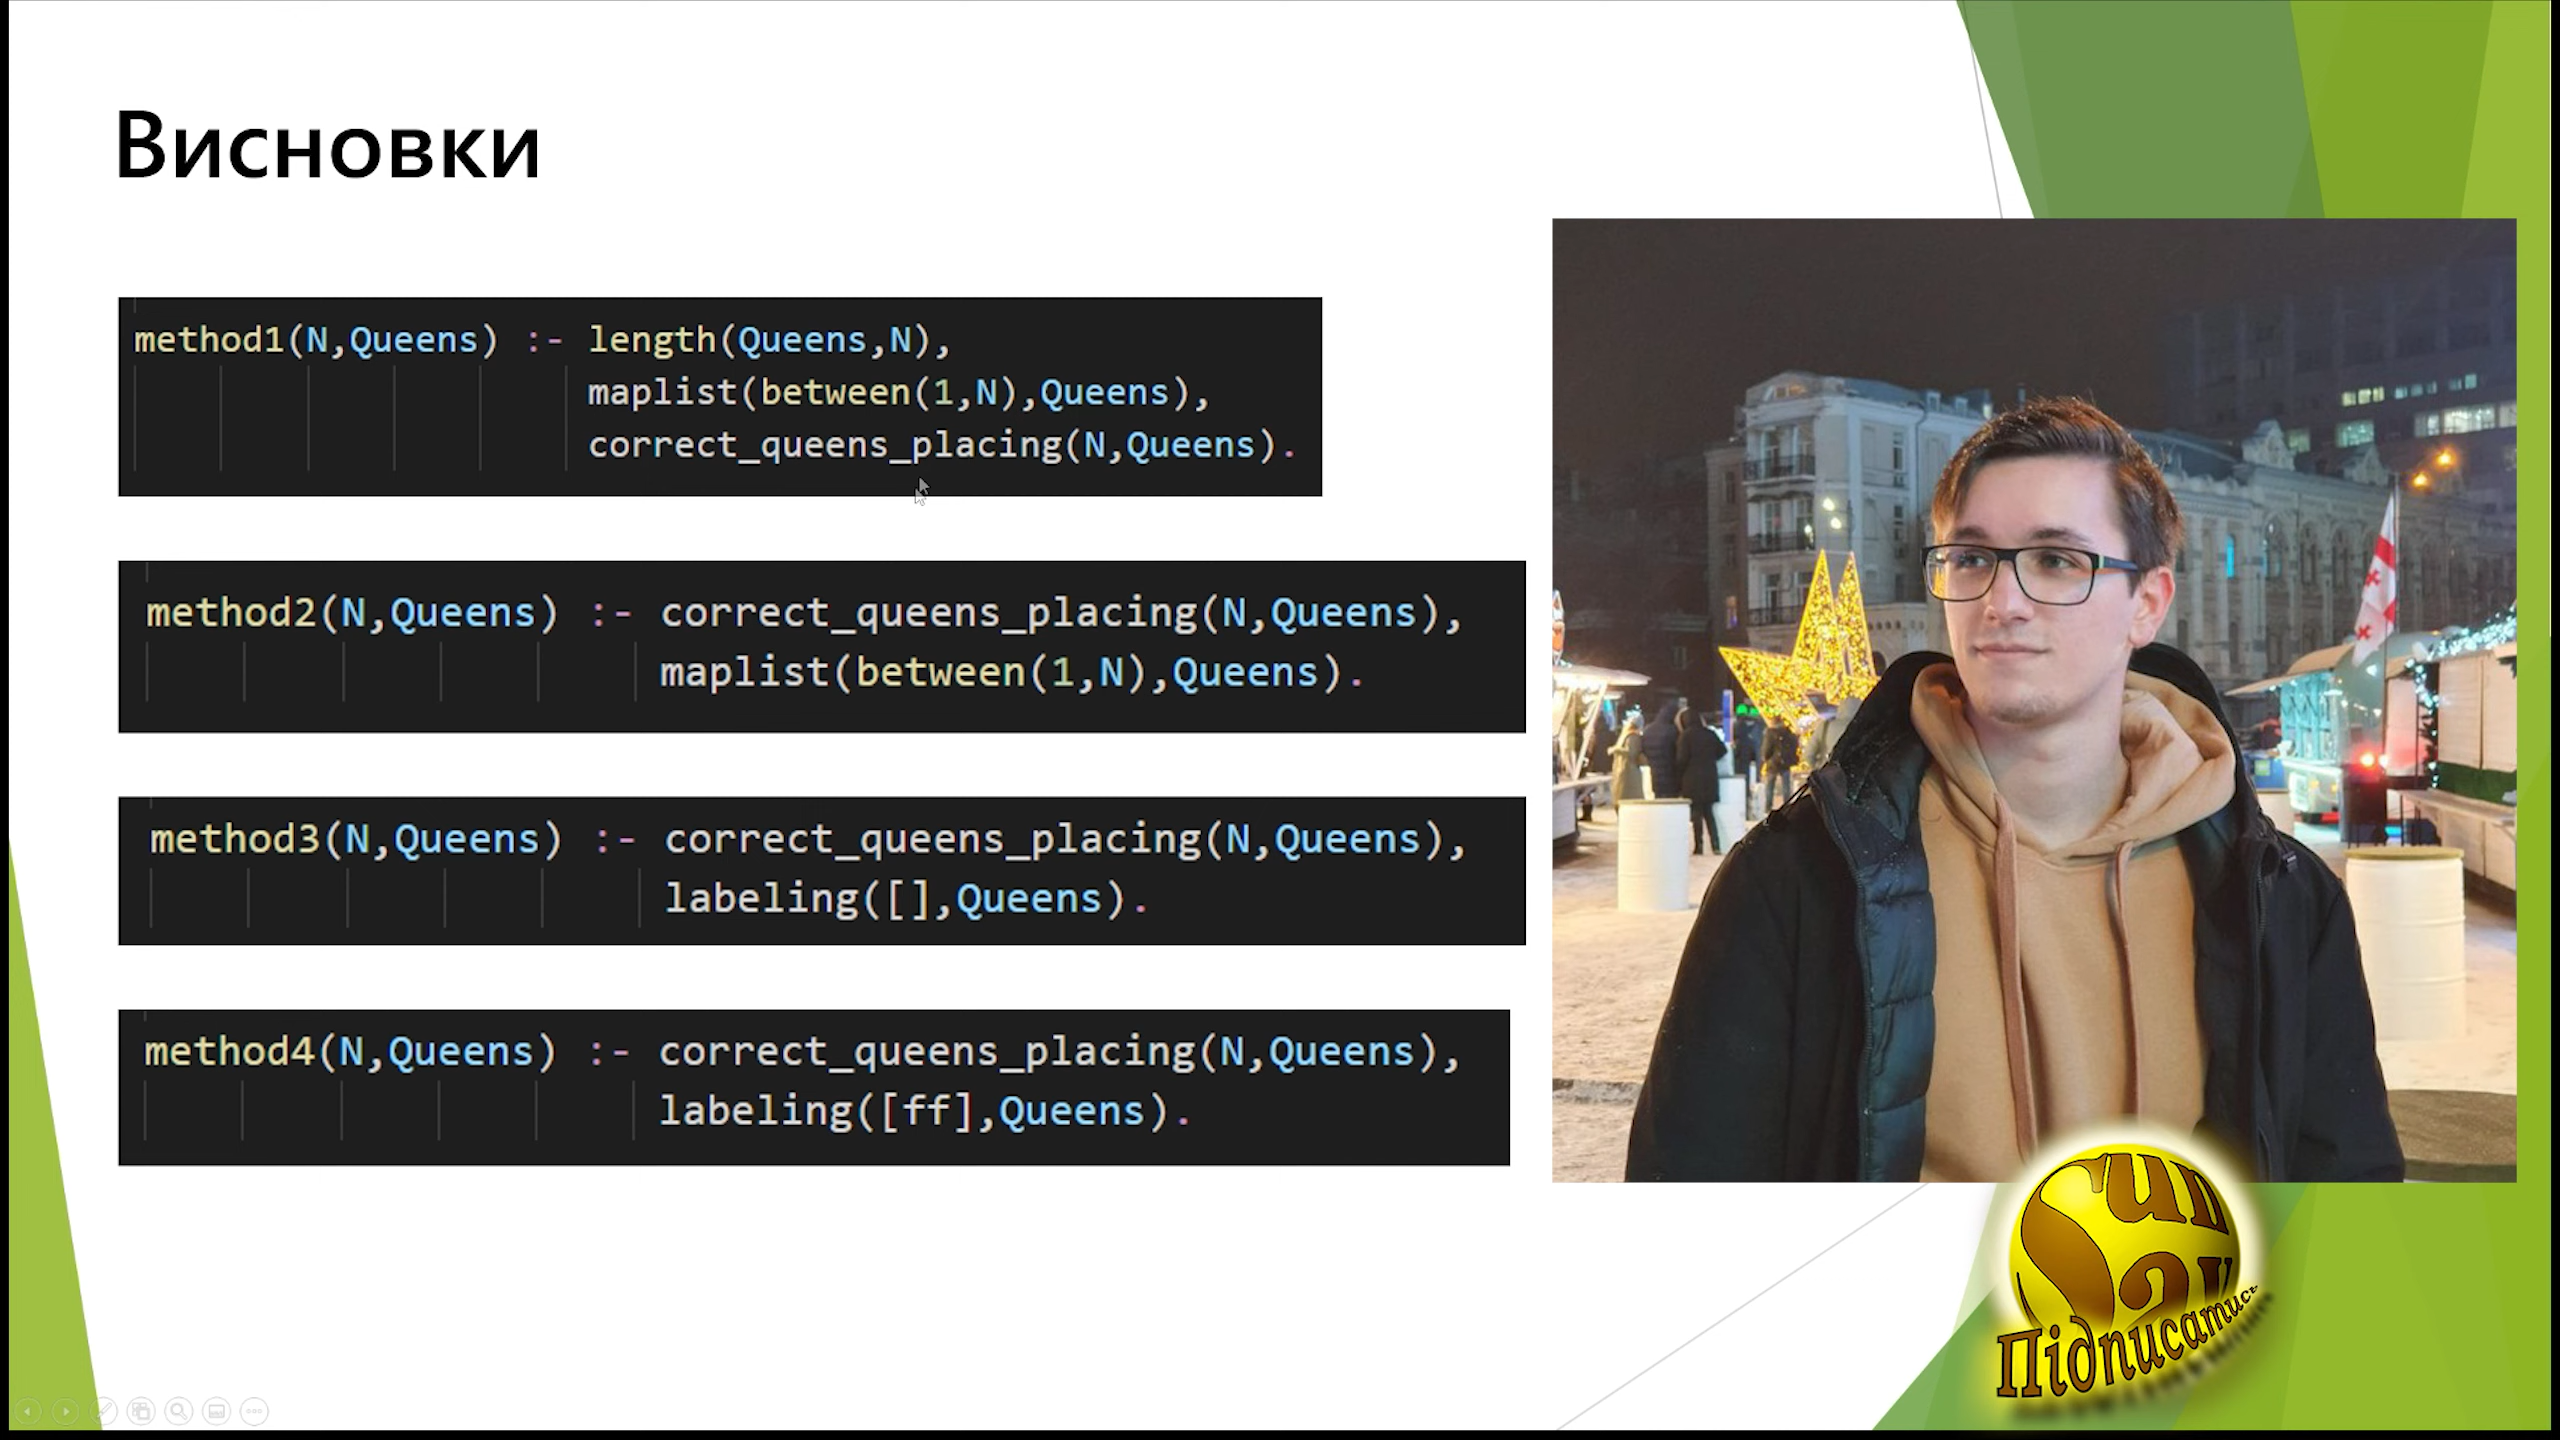 Висновки
method1(N,Queens) :- length(Queens,N),
maplist(between(1,N),Queens),
correct_queens_placing(N,Queens).
method2(N,Queens) :- correct_queens_placing(N,Queens),
maplist(between(1,N),Queens).
method3(N,Queens) :- correct_queens_placing(N,Queens),
labeling([],Queens).
method4(N,Queens) :- correct_queens_placing(N,Queens),
labeling([ff],Queens).
Sun
Підписатись